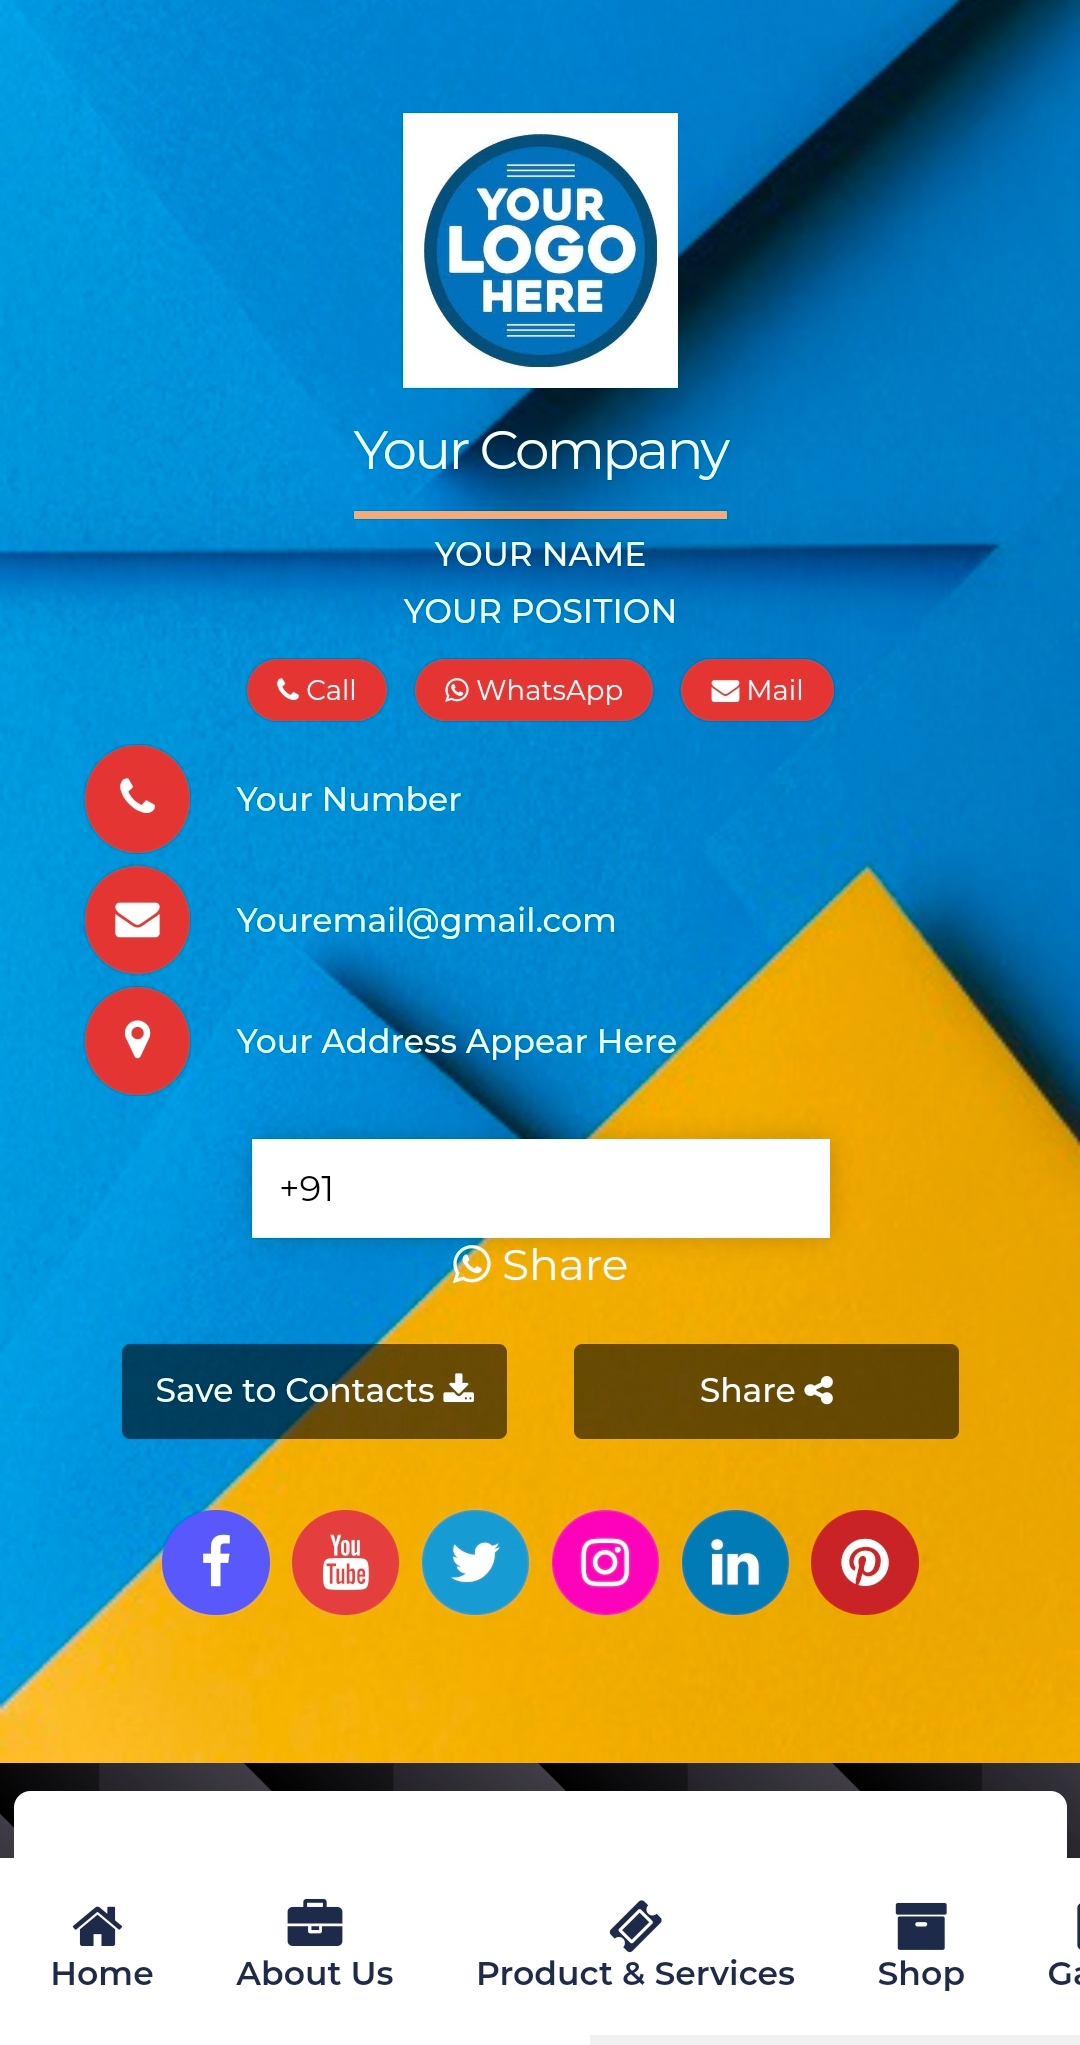 YOUR
LOGO
HERE
Your Company
YOUR NAME
YOUR POSITION
Call WhatsApp Mail
Your Number
Youremail@gmail.com
Your Address Appear Here
+91
Share
Save to Contacts Share
You
Tube
Home About Us Product & Services Shop Ga